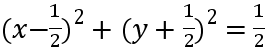 (x−½)² + (y + ½)² = ½